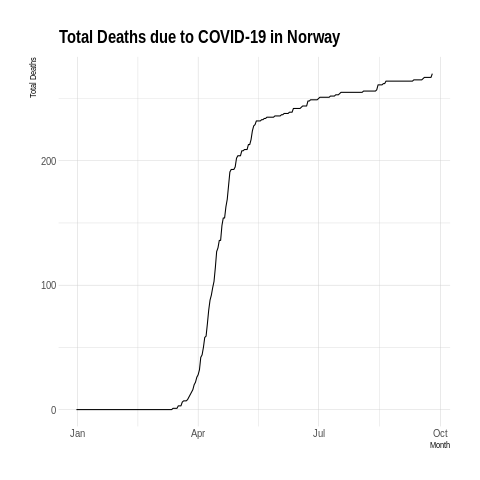 Total Deaths due to COVID-19 in Norway
Total Deaths
200
100
0
Jan Apr Jul Oct
Month